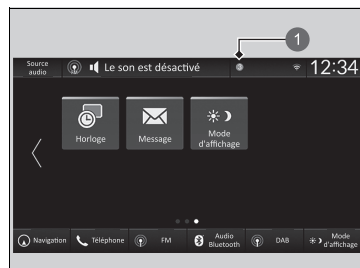 1
Source audio
Le son est désactivé
12:34
Horloge
Message
Mode d'affichage
Navigation
Téléphone
FM
Audio Bluetooth
DAB
Mode d'affichage